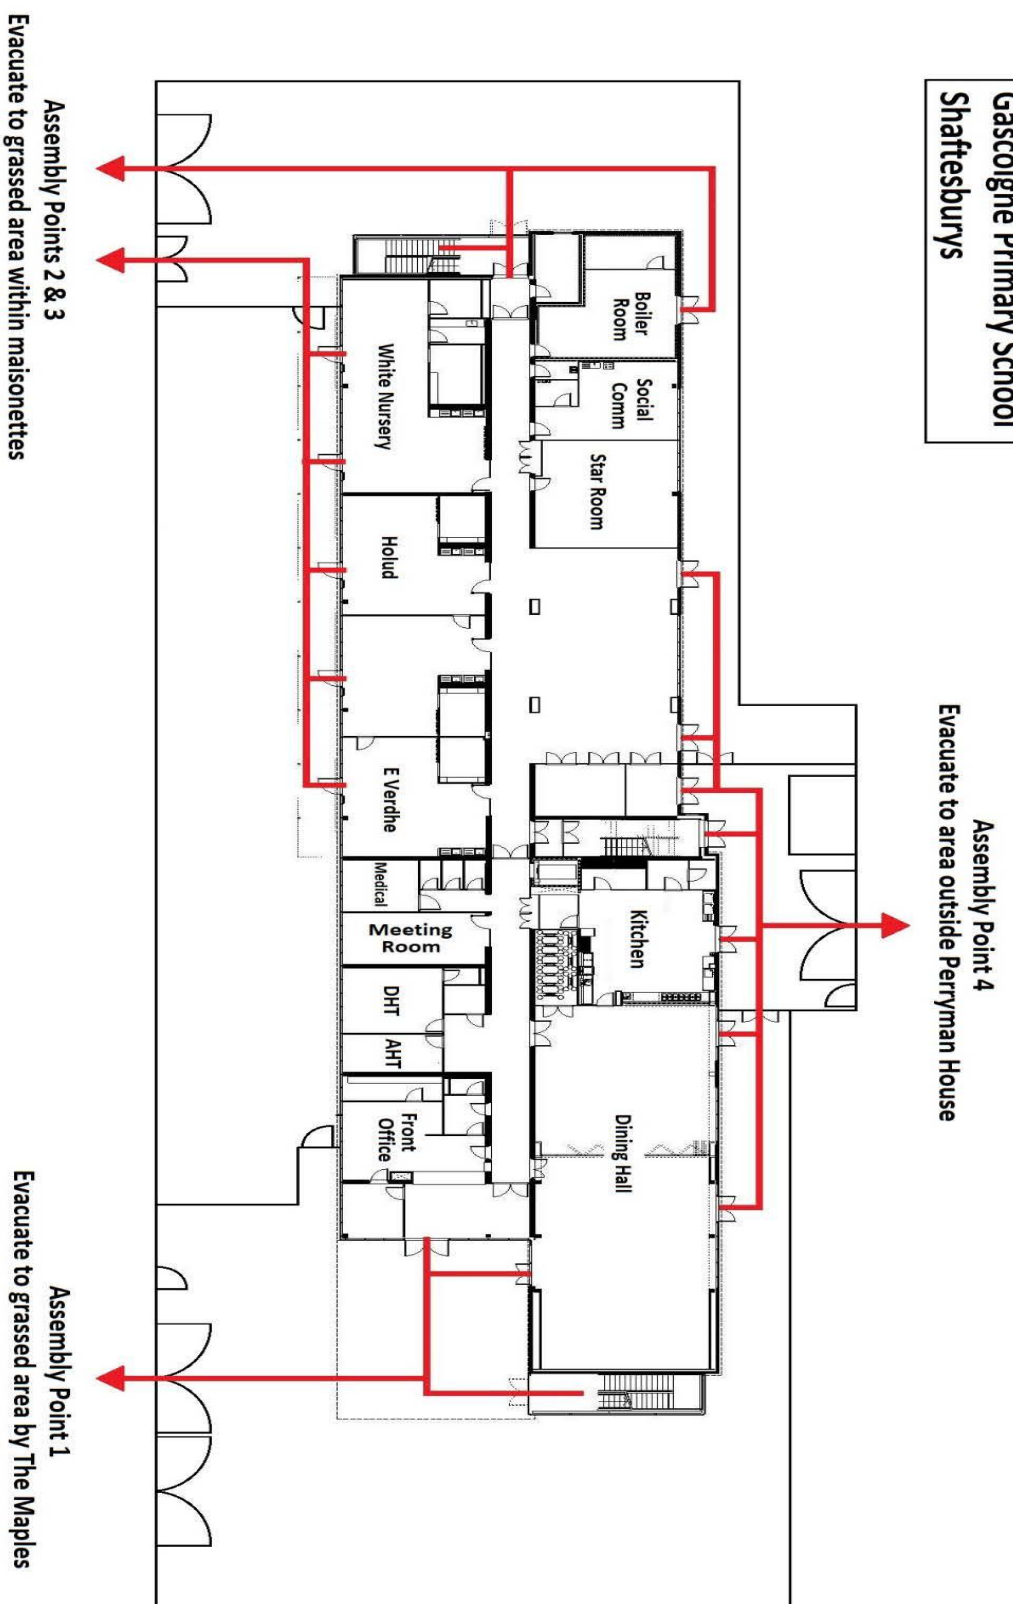 Gascoigne Primary School
Shaftesburys
Assembly Point 4
Evacuate to area outside Perryman House
Boiler
Room
Social
Comm
Star Room
Kitchen
Dining Hall
White Nursery
Holud
E Verdhe
Medical
Meeting
Room
DHT
AHT
Front
Office
Assembly Points 2 & 3
Evacuate to grassed area within maisonettes
Assembly Point 1
Evacuate to grassed area by The Maples